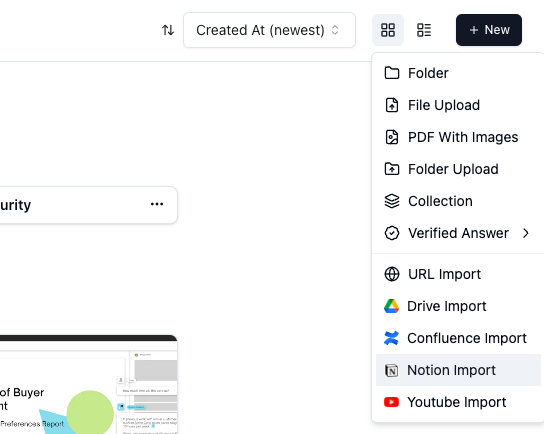 Created At (newest)
+ New
Folder
File Upload
PDF With Images
Folder Upload
Collection
Verified Answer
URL Import
Drive Import
Confluence Import
Notion Import
Youtube Import
urity
of Buyer
nt
Preferences Report